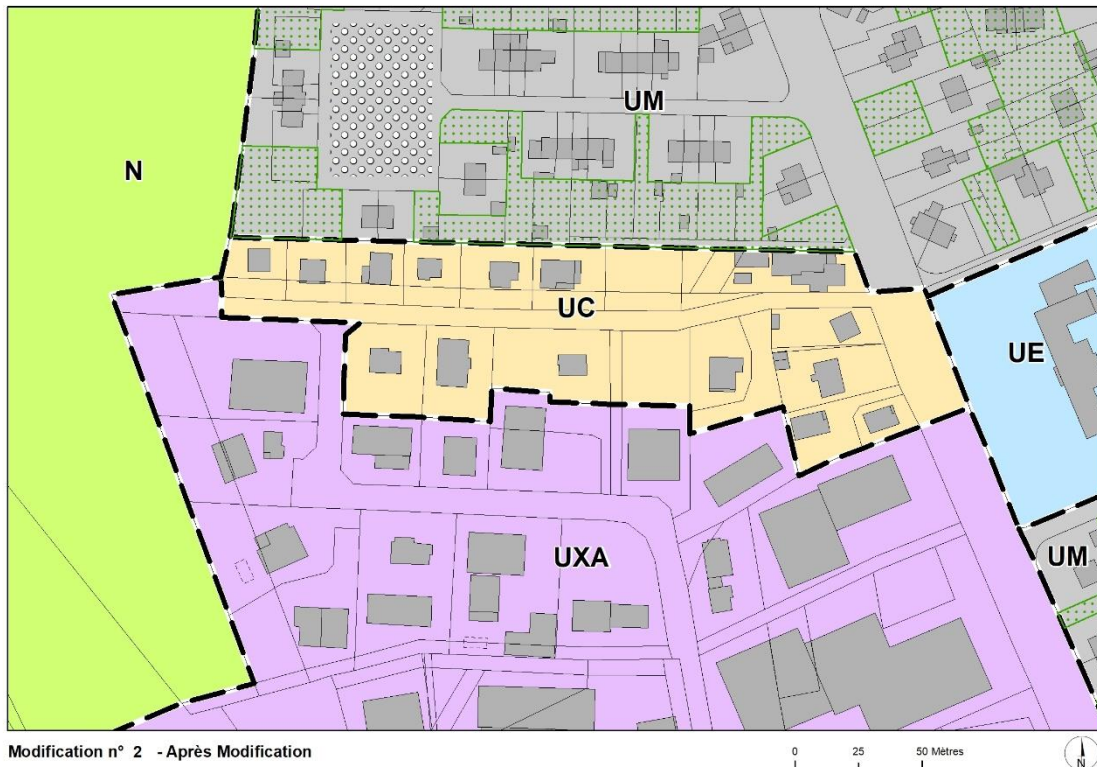 UM
N
UC
UE
UXA
UM
Modification n° 2 - Après Modification
0 25 50 Mètres
N